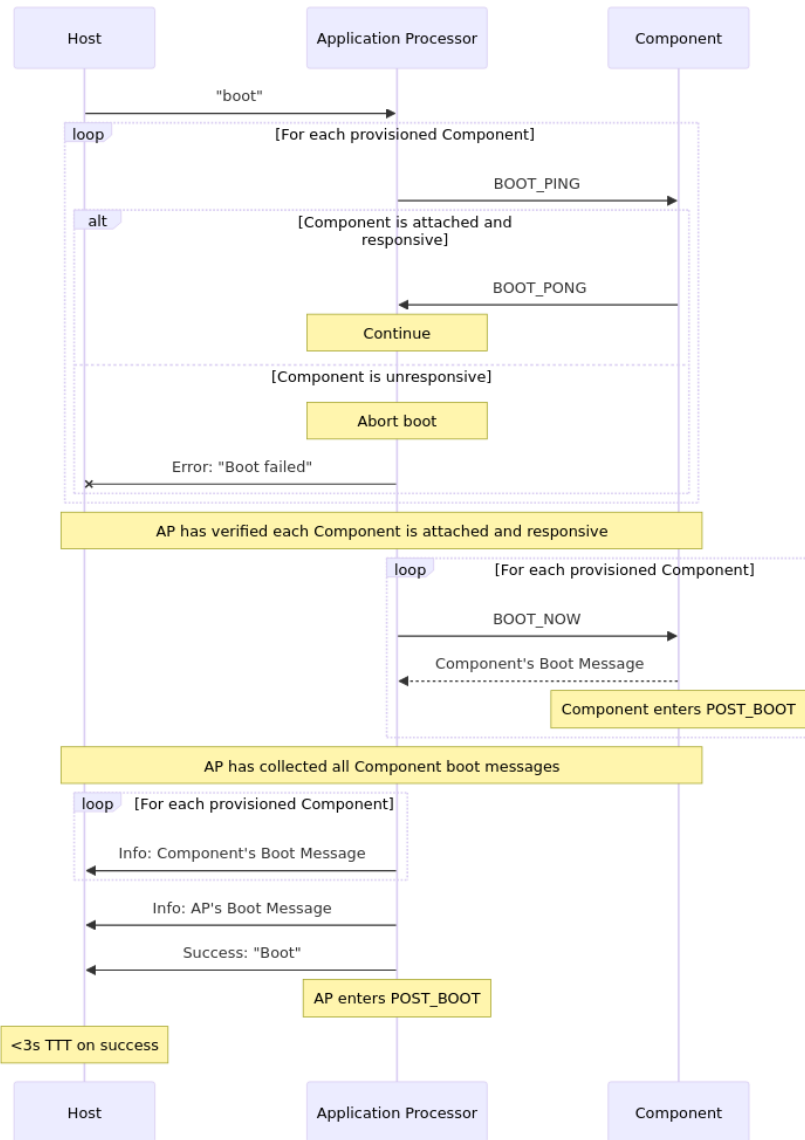 Host
Application Processor
Component
"boot"
loop
[For each provisioned Component]
BOOT_PING
alt
[Component is attached and
responsive]
BOOT_PONG
Continue
[Component is unresponsive]
Abort boot
Error: "Boot failed"
AP has verified each Component is attached and responsive
loop
[For each provisioned Component]
BOOT_NOW
Component's Boot Message
Component enters POST_BOOT
AP has collected all Component boot messages
loop
[For each provisioned Component]
Info: Component's Boot Message
Info: AP's Boot Message
Success: "Boot"
AP enters POST_BOOT
<3s TTT on success
Host
Application Processor
Component